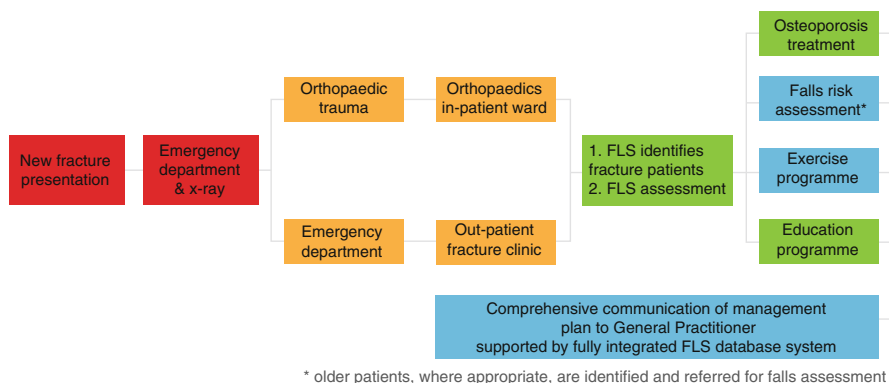 New fracture
presentation
Emergency
department
& x-ray
Orthopaedic
trauma
Orthopaedics
in-patient ward
Emergency
department
Out-patient
fracture clinic
1. FLS identifies
fracture patients
2. FLS assessment
Osteoporosis
treatment
Falls risk
assessment*
Exercise
programme
Education
programme
Comprehensive communication of management
plan to General Practitioner
supported by fully integrated FLS database system
* older patients, where appropriate, are identified and referred for falls assessment